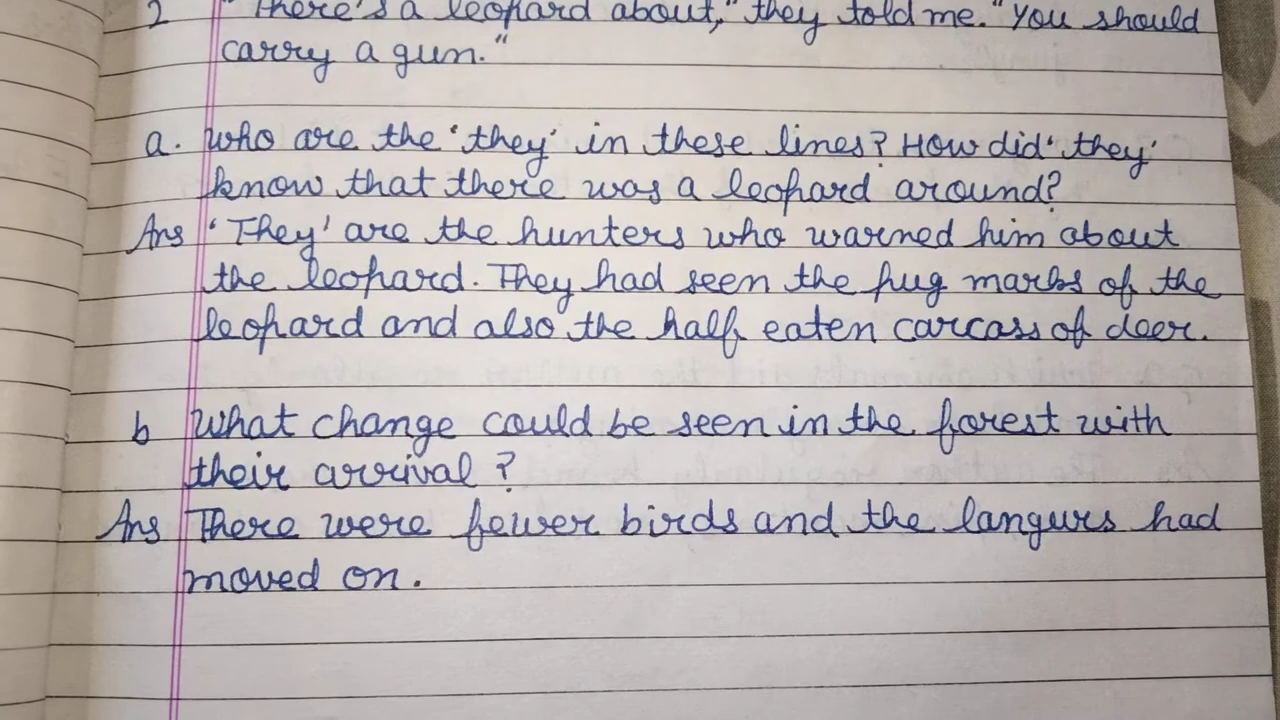 2 "There's a leopard about," they told me. "You should
carry a gun."
a. who are the 'they' in these lines? How did 'they'
know that there was a leopard around?
Ans 'They' are the hunters who warned him about
the leopard. They had seen the pug marks of the
leopard and also the half eaten carcass of deer.
b What change could be seen in the forest with
their arrival ?
Ans There were fewer birds and the langurs had
moved on.